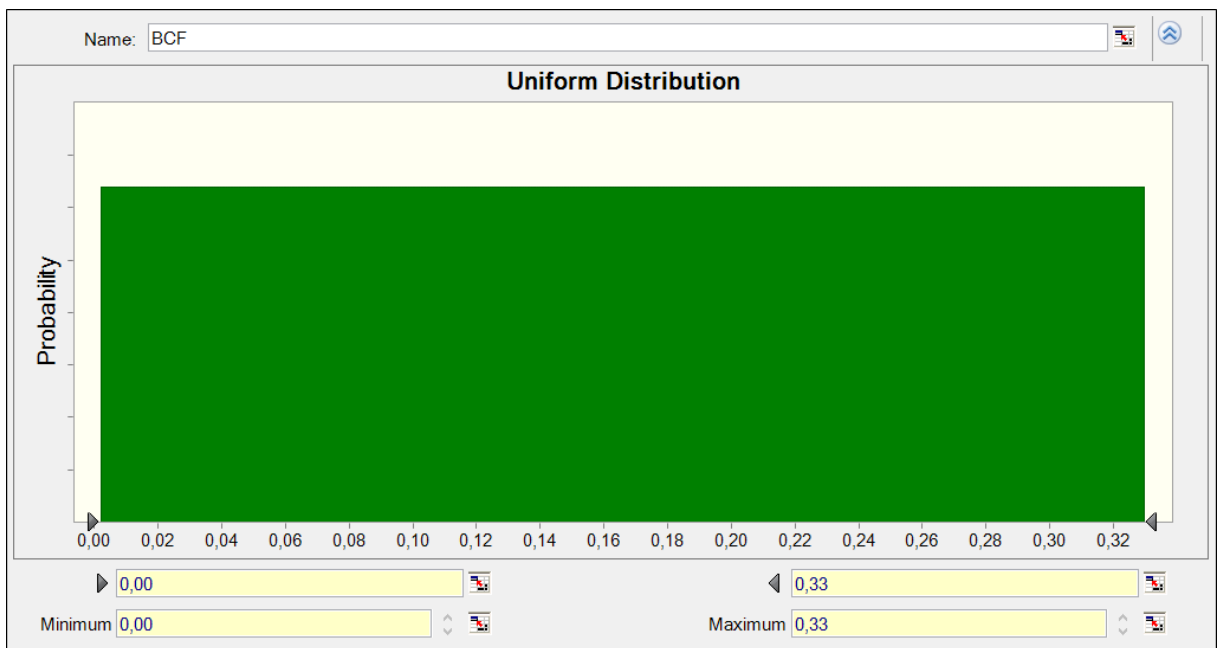 Name: BCF
Uniform Distribution
Probability
0,00 0,02 0,04 0,06 0,08 0,10 0,12 0,14 0,16 0,18 0,20 0,22 0,24 0,26 0,28 0,30 0,32
0,00 0,33
Minimum 0,00 Maximum 0,33